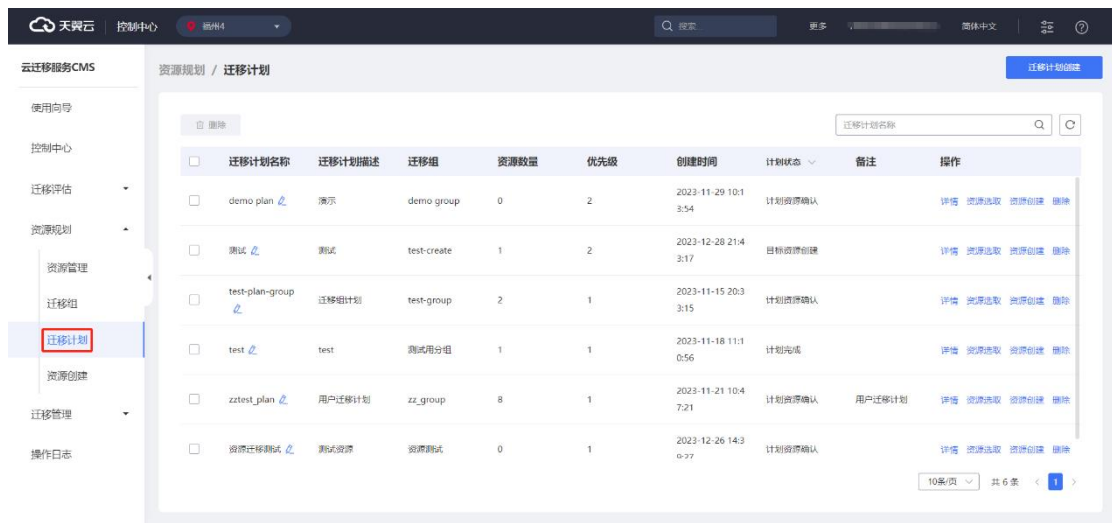 天翼云 控制中心 福州4 搜索... 更多 简体中文
云迁移服务CMS
使用向导
控制中心
迁移评估
资源规划
资源管理
迁移组
迁移计划
资源创建
迁移管理
操作日志
资源规划 / 迁移计划 迁移计划创建
删除 迁移计划名称
迁移计划名称 迁移计划描述 迁移组 资源数量 优先级 创建时间 计划状态 备注 操作
demo plan 演示 demo group 0 2 2023-11-29 10:1 计划资源确认 详情 资源选取 资源创建 删除
3:54
测试 测试 test-create 1 2 2023-12-28 21:4 目标资源创建 详情 资源选取 资源创建 删除
3:17
test-plan-group 迁移组计划 test-group 2 1 2023-11-15 20:3 计划资源确认 详情 资源选取 资源创建 删除
3:15
test test 测试用分组 1 1 2023-11-18 11:1 计划完成 详情 资源选取 资源创建 删除
0:56
zztest_plan 用户迁移计划 zz_group 8 1 2023-11-21 10:4 计划资源确认 用户迁移计划 详情 资源选取 资源创建 删除
7:21
资源迁移测试 测试资源 资源测试 0 1 2023-12-26 14:3 计划资源确认 详情 资源选取 资源创建 删除
10条/页 共 6 条 1